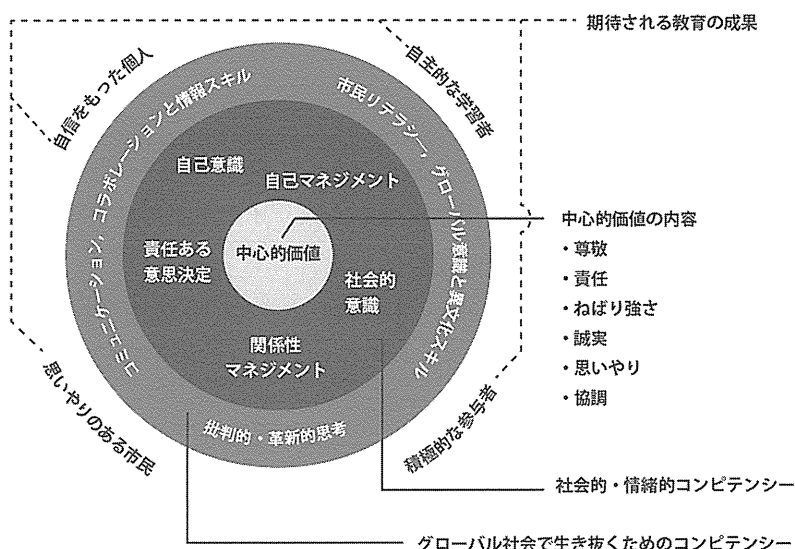 期待される教育の成果
自信をもった個人
自主的な学習者
コミュニケーション，コラボレーションと情報スキル
市民リテラシー，グローバル意識と異文化スキル
自己意識
自己マネジメント
責任ある
意思決定
中心的価値
社会的
意識
関係性
マネジメント
批判的・革新的思考
思いやりのある市民
積極的な参与者
中心的価値の内容
・尊敬
・責任
・ねばり強さ
・誠実
・思いやり
・協調
社会的・情緒的コンピテンシー
グローバル社会で生き抜くためのコンピテンシー